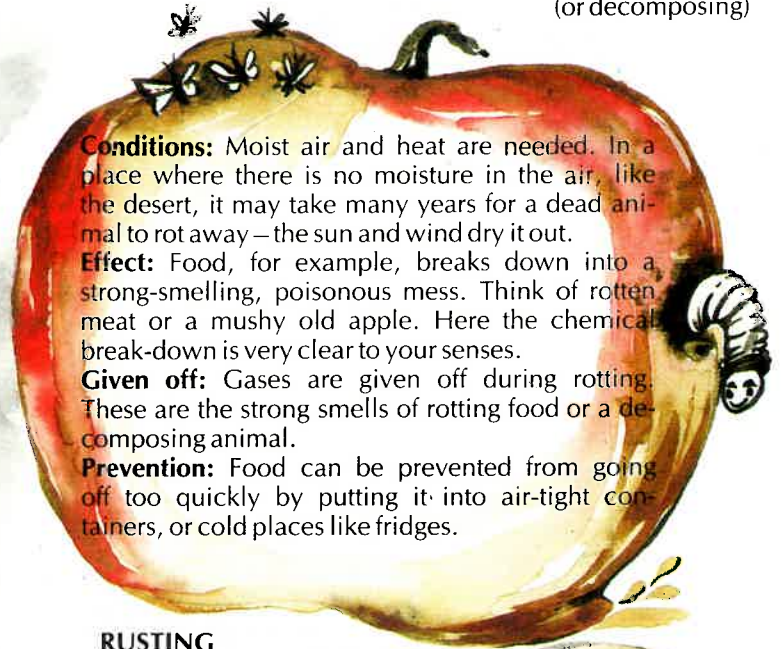 (or decomposing)
Conditions: Moist air and heat are needed. In a
place where there is no moisture in the air, like
the desert, it may take many years for a dead ani-
mal to rot away – the sun and wind dry it out.
Effect: Food, for example, breaks down into a
strong-smelling, poisonous mess. Think of rotten
meat or a mushy old apple. Here the chemical
break-down is very clear to your senses.
Given off: Gases are given off during rotting.
These are the strong smells of rotting food or a de-
composing animal.
Prevention: Food can be prevented from going
off too quickly by putting it into air-tight con-
tainers, or cold places like fridges.
RUSTING